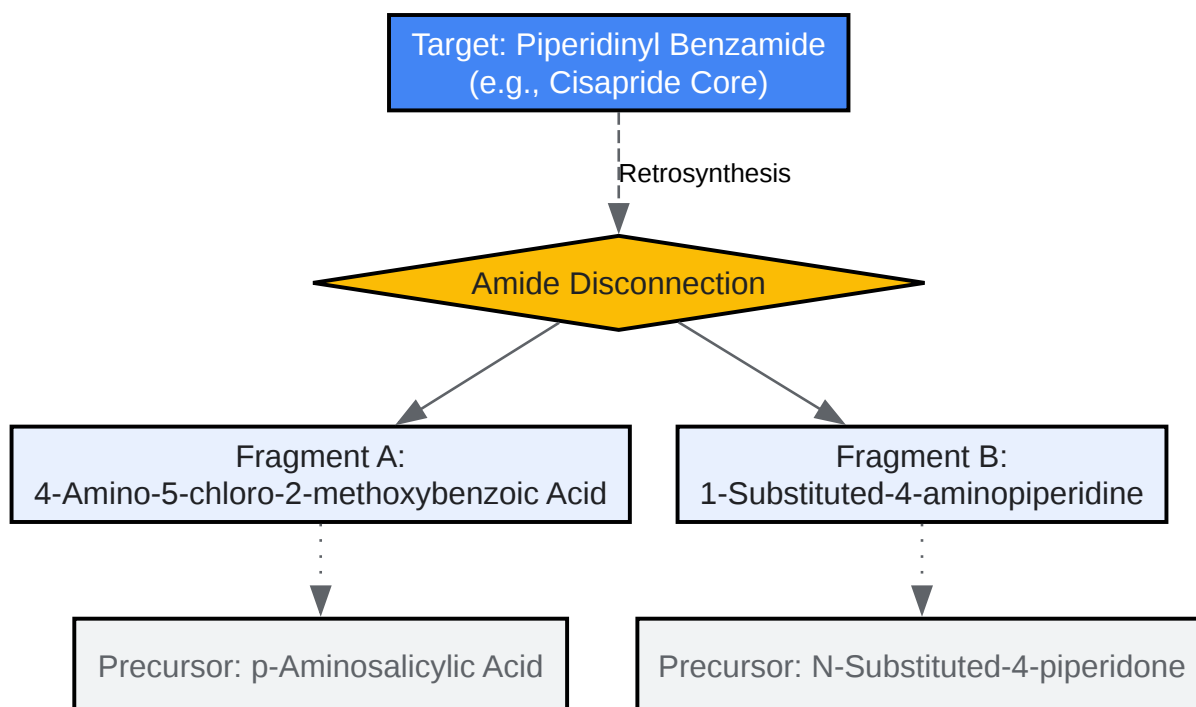 Target: Piperidinyl Benzamide
(e.g., Cisapride Core)
Retrosynthesis
Amide Disconnection
Fragment A:
4-Amino-5-chloro-2-methoxybenzoic Acid
Fragment B:
1-Substituted-4-aminopiperidine
Precursor: p-Aminosalicylic Acid
Precursor: N-Substituted-4-piperidone